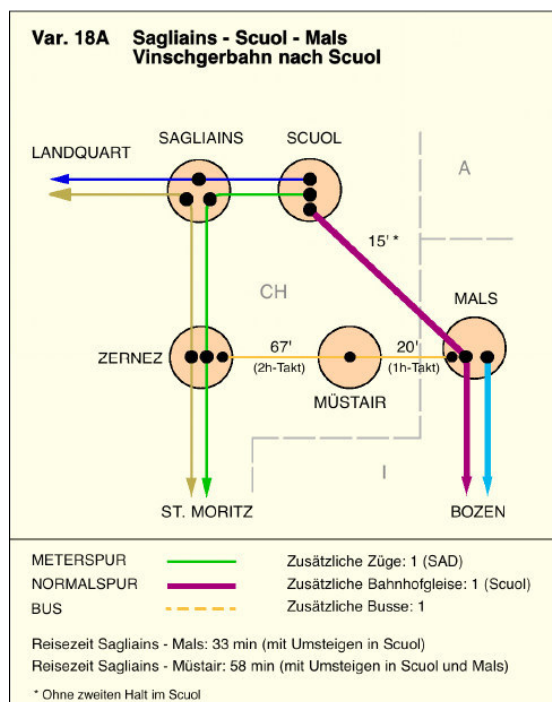 Var. 18A Sagliains - Scuol - Mals
Vinschgerbahn nach Scuol
SAGLIAINS SCUOL
LANDQUART
A
15' *
CH
MALS
ZERNEZ 67' 20'
(2h-Takt) (1h-Takt)
MÜSTAIR
I
ST. MORITZ BOZEN
METERSPUR Zusätzliche Züge: 1 (SAD)
NORMALSPUR Zusätzliche Bahnhofgleise: 1 (Scuol)
BUS Zusätzliche Busse: 1
Reisezeit Sagliains - Mals: 33 min (mit Umsteigen in Scuol)
Reisezeit Sagliains - Müstair: 58 min (mit Umsteigen in Scuol und Mals)
* Ohne zweiten Halt im Scuol